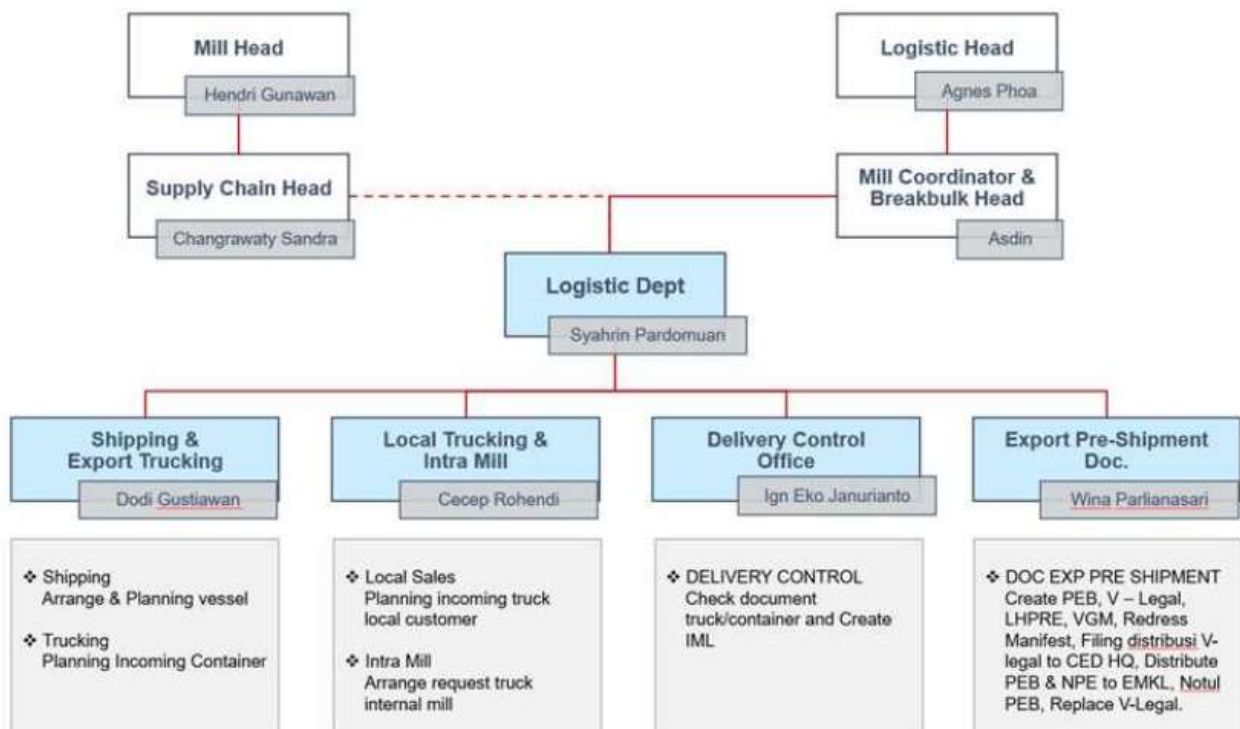 Mill Head
Hendri Gunawan
Logistic Head
Agnes Phoa
Supply Chain Head
Changrawaty Sandra
Mill Coordinator &
Breakbulk Head
Asdin
Logistic Dept
Syahrin Pardomuan
Shipping &
Export Trucking
Dodi Gustiawan
Local Trucking &
Intra Mill
Cecep Rohendi
Delivery Control
Office
Ign Eko Janurianto
Export Pre-Shipment
Doc.
Wina Parlianasari
❖ Shipping
Arrange & Planning vessel
❖ Trucking
Planning Incoming Container
❖ Local Sales
Planning incoming truck
local customer
❖ Intra Mill
Arrange request truck
internal mill
❖ DELIVERY CONTROL
Check document
truck/container and Create
IML
❖ DOC EXP PRE SHIPMENT
Create PEB, V – Legal,
LHPRE, VGM, Redress
Manifest, Filing distribusi V-
legal to CED HQ, Distribute
PEB & NPE to EMKL, Notul
PEB, Replace V-Legal.